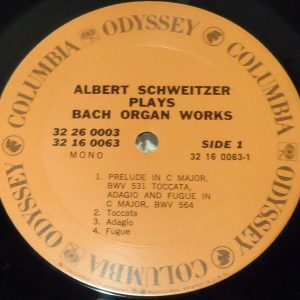 COLUMBIA ODYSSEY COLUMBIA ODYSSEY COLUMBIA ODYSSEY COLUMBIA ODYSSEY
ALBERT SCHWEITZER
PLAYS
BACH ORGAN WORKS
32 26 0003
32 16 0063 SIDE 1
MONO 32 16 0063-1
1. PRELUDE IN C MAJOR,
BWV 531 TOCCATA,
ADAGIO AND FUGUE IN
C MAJOR, BWV 564
2. Toccata
3. Adagio
4. Fugue